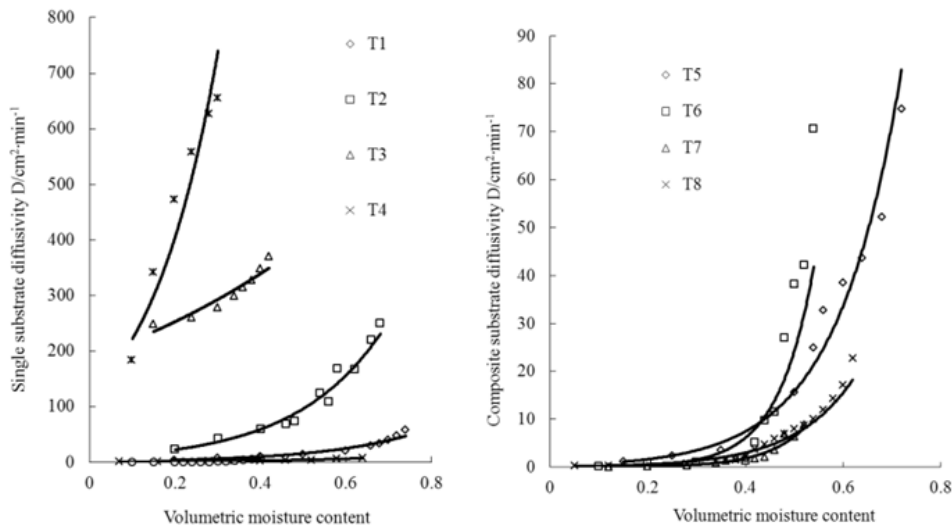 Single substrate diffusivity D/cm²·min⁻¹
800
700
600
500
400
300
200
100
0
T1
T2
T3
T4
0
0.2
0.4
0.6
0.8
Volumetric moisture content
Composite substrate diffusivity D/cm²·min⁻¹
90
80
70
60
50
40
30
20
10
0
T5
T6
T7
T8
0
0.2
0.4
0.6
0.8
Volumetric moisture content